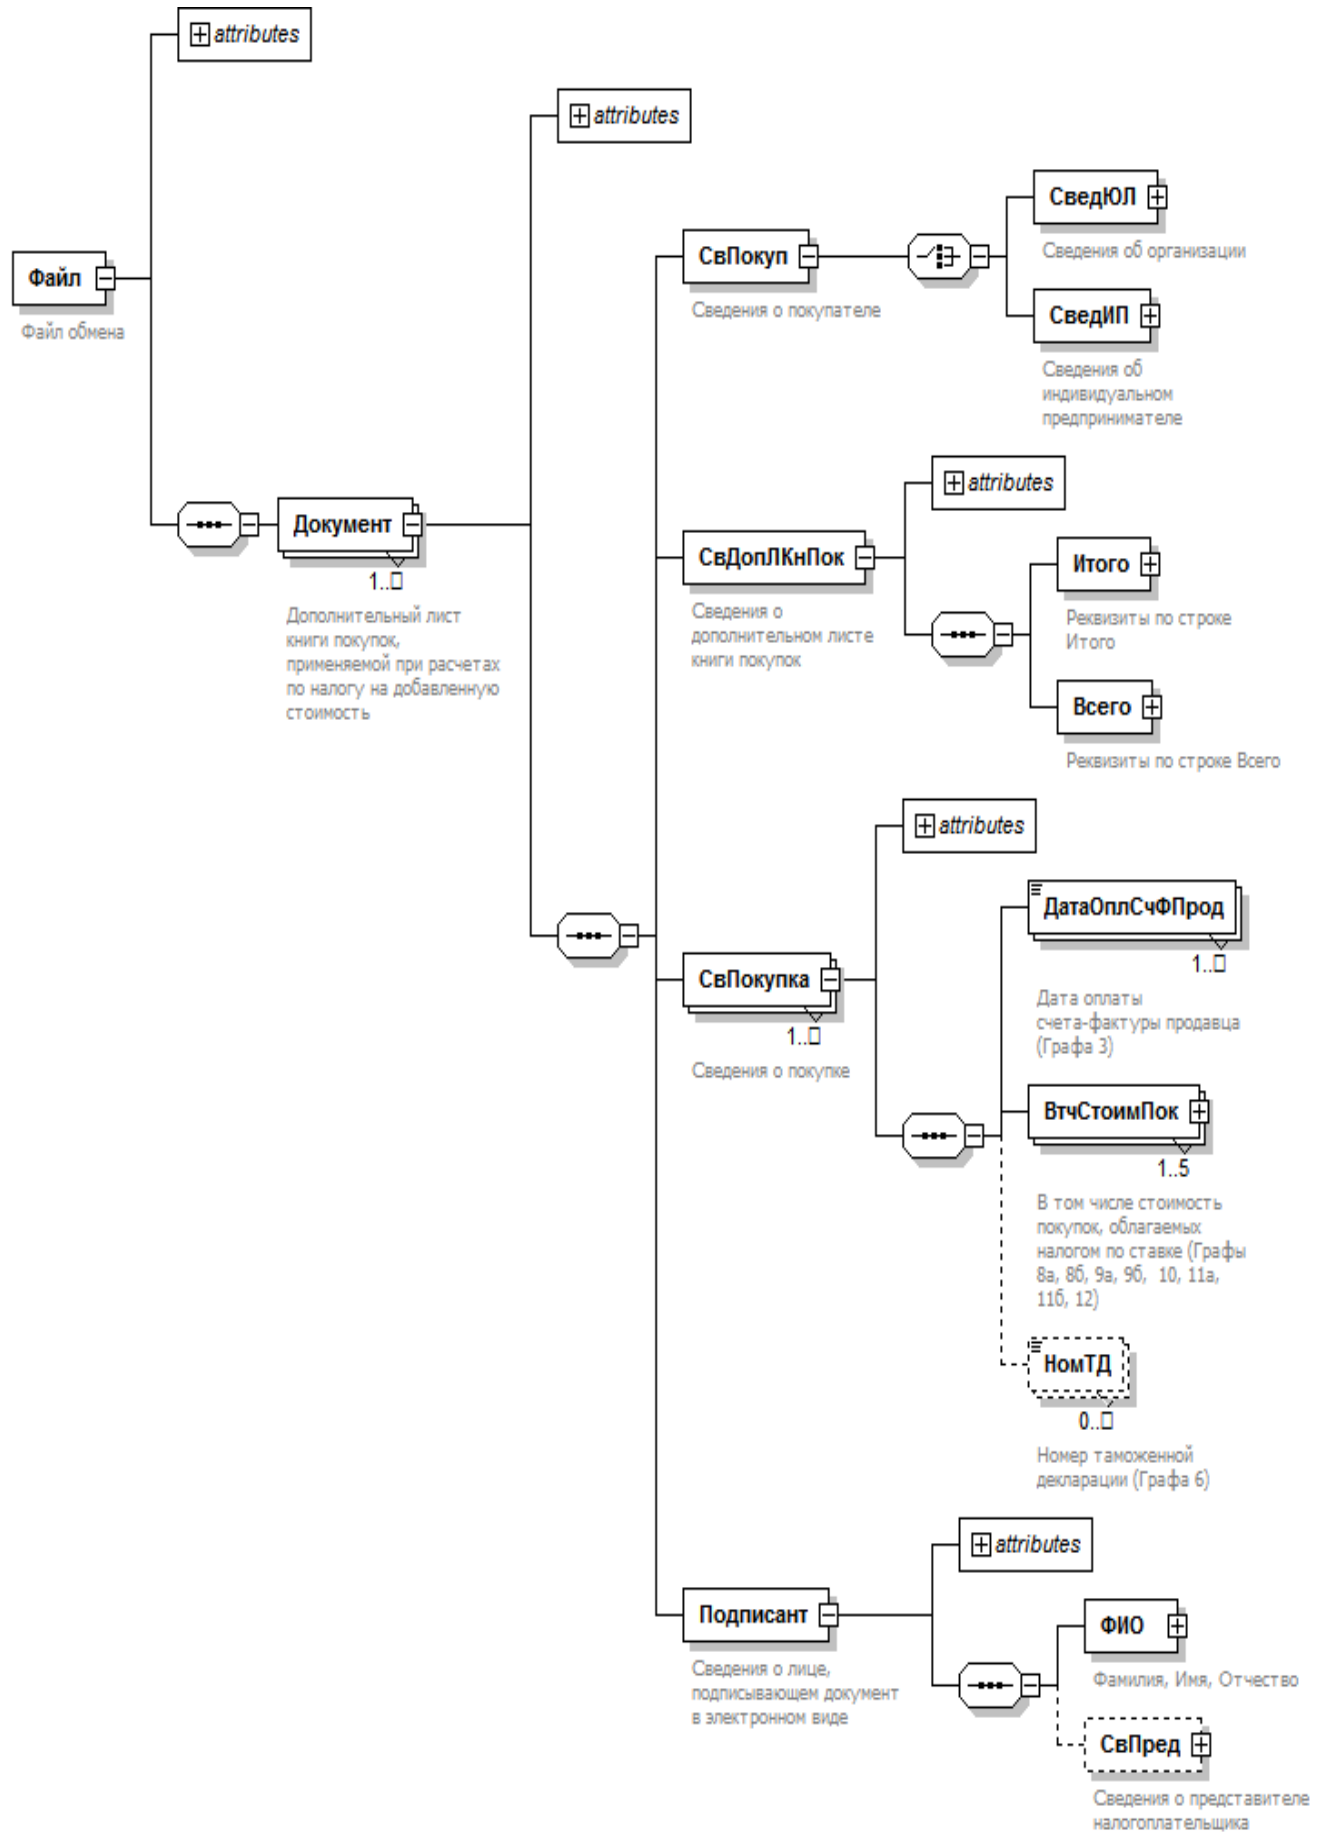 attributes
attributes
СведЮЛ
Сведения об организации
СвПокуп
Сведения о покупателе
Файл
Файл обмена
СведИП
Сведения об
индивидуальном
предпринимателе
attributes
Документ
1..□
Дополнительный лист
книги покупок,
применяемой при расчетах
по налогу на добавленную
стоимость
СвДопЛКнПок
Сведения о
дополнительном листе
книги покупок
Итого
Реквизиты по строке
Итого
Всего
Реквизиты по строке Всего
attributes
ДатаОплСчФПрод
1..□
Дата оплаты
счета-фактуры продавца
(Графа 3)
СвПокупка
1..□
Сведения о покупке
ВтчСтоимПок
1..5
В том числе стоимость
покупок, облагаемых
налогом по ставке (Графы
8а, 8б, 9а, 9б, 10, 11а,
11б, 12)
НомТД
0..□
Номер таможенной
декларации (Графа 6)
attributes
Подписант
Сведения о лице,
подписывающем документ
в электронном виде
ФИО
Фамилия, Имя, Отчество
СвПред
Сведения о представителе
налогоплательщика